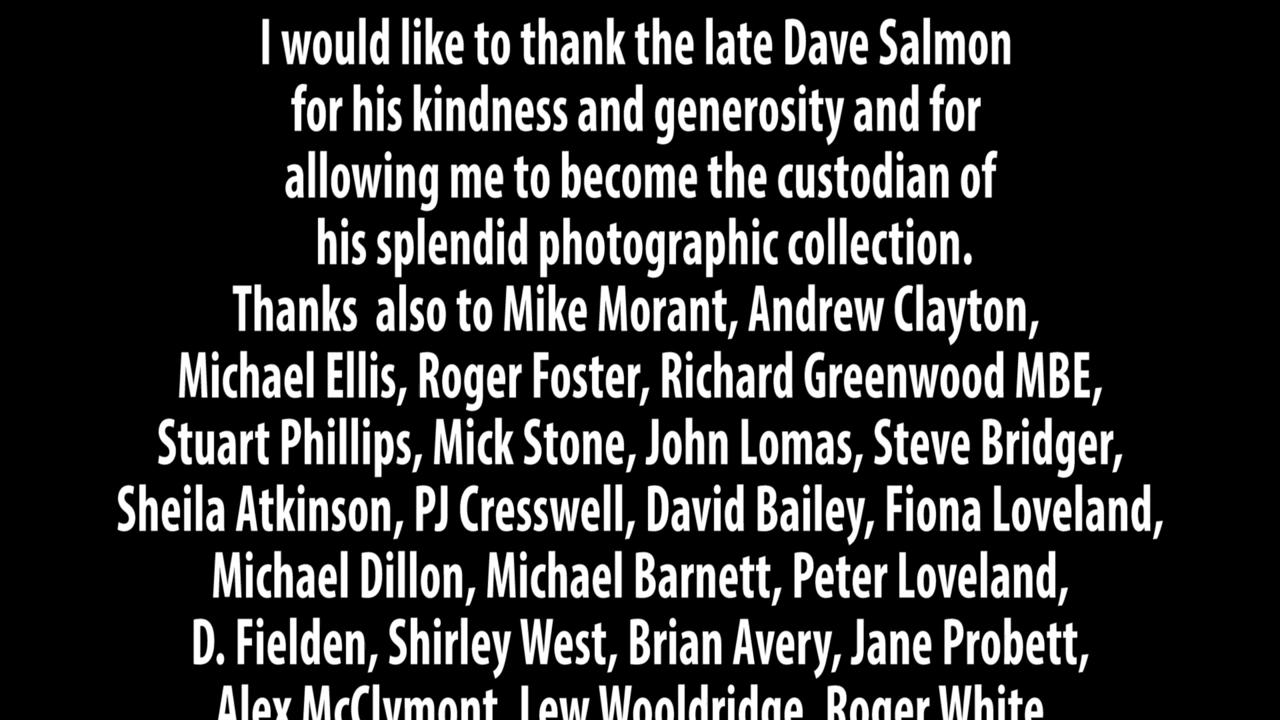 I would like to thank the late Dave Salmon
for his kindness and generosity and for
allowing me to become the custodian of
his splendid photographic collection.
Thanks also to Mike Morant, Andrew Clayton,
Michael Ellis, Roger Foster, Richard Greenwood MBE,
Stuart Phillips, Mick Stone, John Lomas, Steve Bridger,
Sheila Atkinson, PJ Cresswell, David Bailey, Fiona Loveland,
Michael Dillon, Michael Barnett, Peter Loveland,
D. Fielden, Shirley West, Brian Avery, Jane Probett,
Alex McClymont, Lew Wooldridge, Roger White